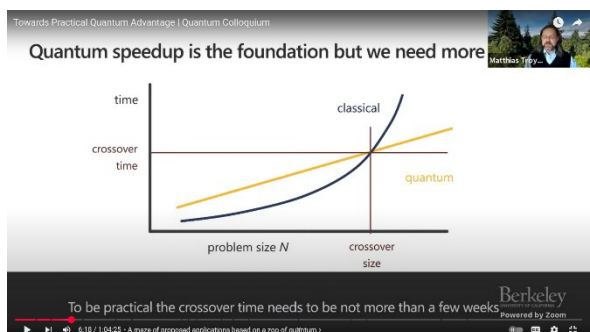 Towards Practical Quantum Advantage | Quantum Colloquium
Quantum speedup is the foundation but we need more
Matthias Troy...
time
classical
crossover
time
quantum
problem size N
crossover
size
To be practical the crossover time needs to be not more than a few weeks
Berkeley
UNIVERSITY OF CALIFORNIA
Powered by Zoom
6:10 / 1:04:25 • A maze of proposed applications based on a zoo of quantum >